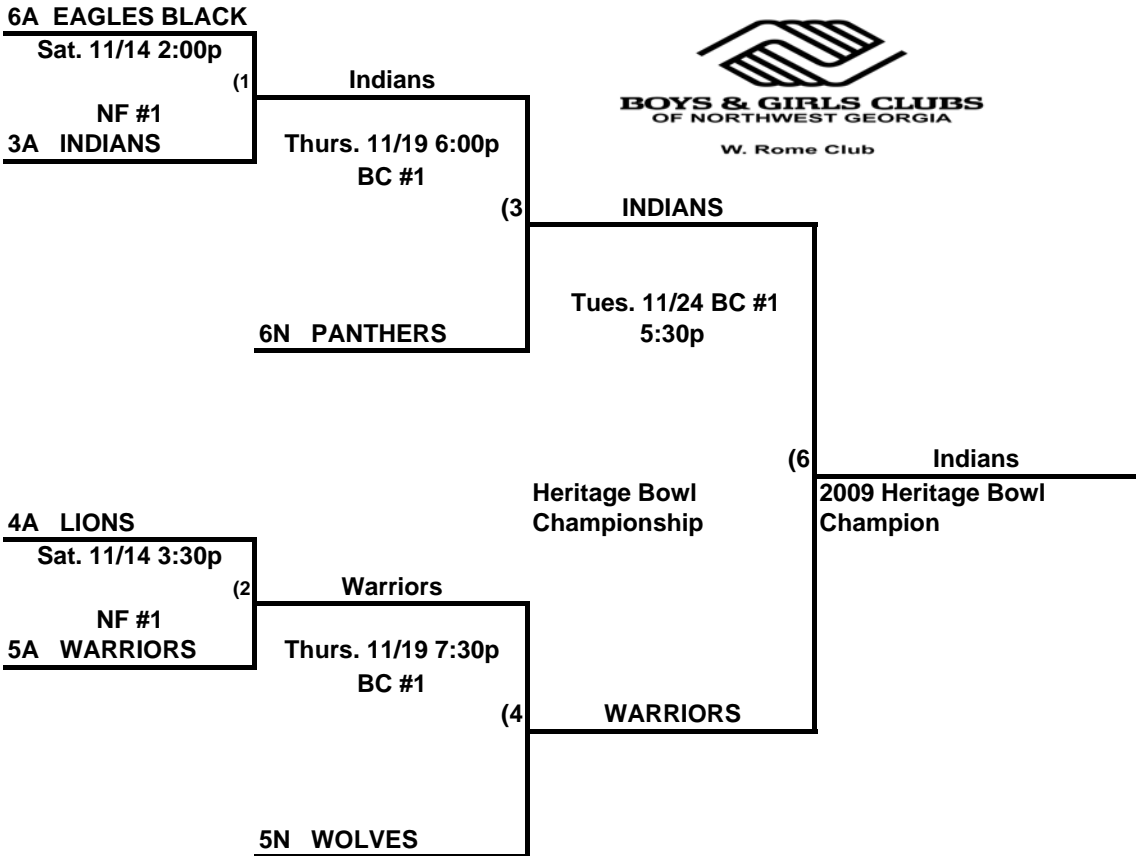 6A EAGLES BLACK
Sat. 11/14 2:00p
(1
NF #1
3A INDIANS
Indians
Thurs. 11/19 6:00p
BC #1
(3
6N PANTHERS
BOYS & GIRLS CLUBS
OF NORTHWEST GEORGIA
W. Rome Club
INDIANS
Tues. 11/24 BC #1
5:30p
(6
Heritage Bowl
Championship
Indians
2009 Heritage Bowl
Champion
4A LIONS
Sat. 11/14 3:30p
(2
NF #1
5A WARRIORS
Warriors
Thurs. 11/19 7:30p
BC #1
(4
WARRIORS
5N WOLVES